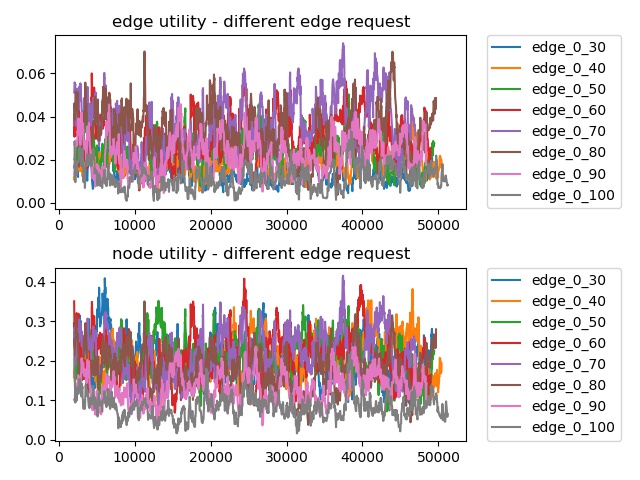 edge utility - different edge request
0.06
0.04
0.02
0.00
0 10000 20000 30000 40000 50000
edge_0_30
edge_0_40
edge_0_50
edge_0_60
edge_0_70
edge_0_80
edge_0_90
edge_0_100
node utility - different edge request
0.4
0.3
0.2
0.1
0.0
0 10000 20000 30000 40000 50000
edge_0_30
edge_0_40
edge_0_50
edge_0_60
edge_0_70
edge_0_80
edge_0_90
edge_0_100